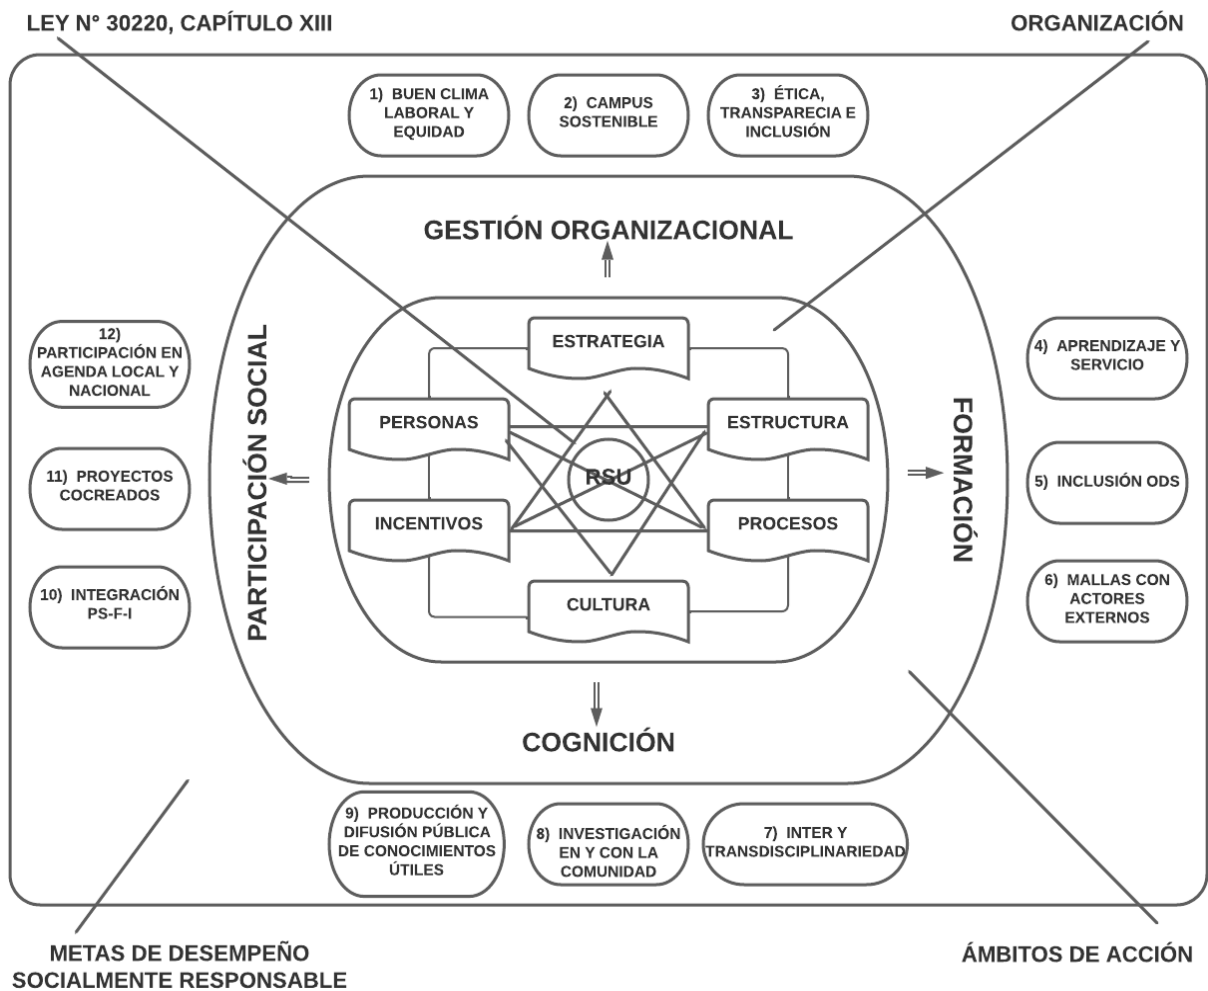 LEY N° 30220, CAPÍTULO XIII
ORGANIZACIÓN
1) BUEN CLIMA
LABORAL Y
EQUIDAD
2) CAMPUS
SOSTENIBLE
3) ÉTICA,
TRANSPARECIA E
INCLUSIÓN
GESTIÓN ORGANIZACIONAL
12)
PARTICIPACIÓN EN
AGENDA LOCAL Y
NACIONAL
11) PROYECTOS
COCREADOS
10) INTEGRACIÓN
PS-F-I
PARTICIPACIÓN SOCIAL
ESTRATEGIA
PERSONAS
ESTRUCTURA
RSU
INCENTIVOS
PROCESOS
CULTURA
FORMACIÓN
4) APRENDIZAJE Y
SERVICIO
5) INCLUSIÓN ODS
6) MALLAS CON
ACTORES
EXTERNOS
COGNICIÓN
9) PRODUCCIÓN Y
DIFUSIÓN PÚBLICA
DE CONOCIMIENTOS
ÚTILES
8) INVESTIGACIÓN
EN Y CON LA
COMUNIDAD
7) INTER Y
TRANSDISCIPLINARIEDAD
METAS DE DESEMPEÑO
SOCIALMENTE RESPONSABLE
ÁMBITOS DE ACCIÓN